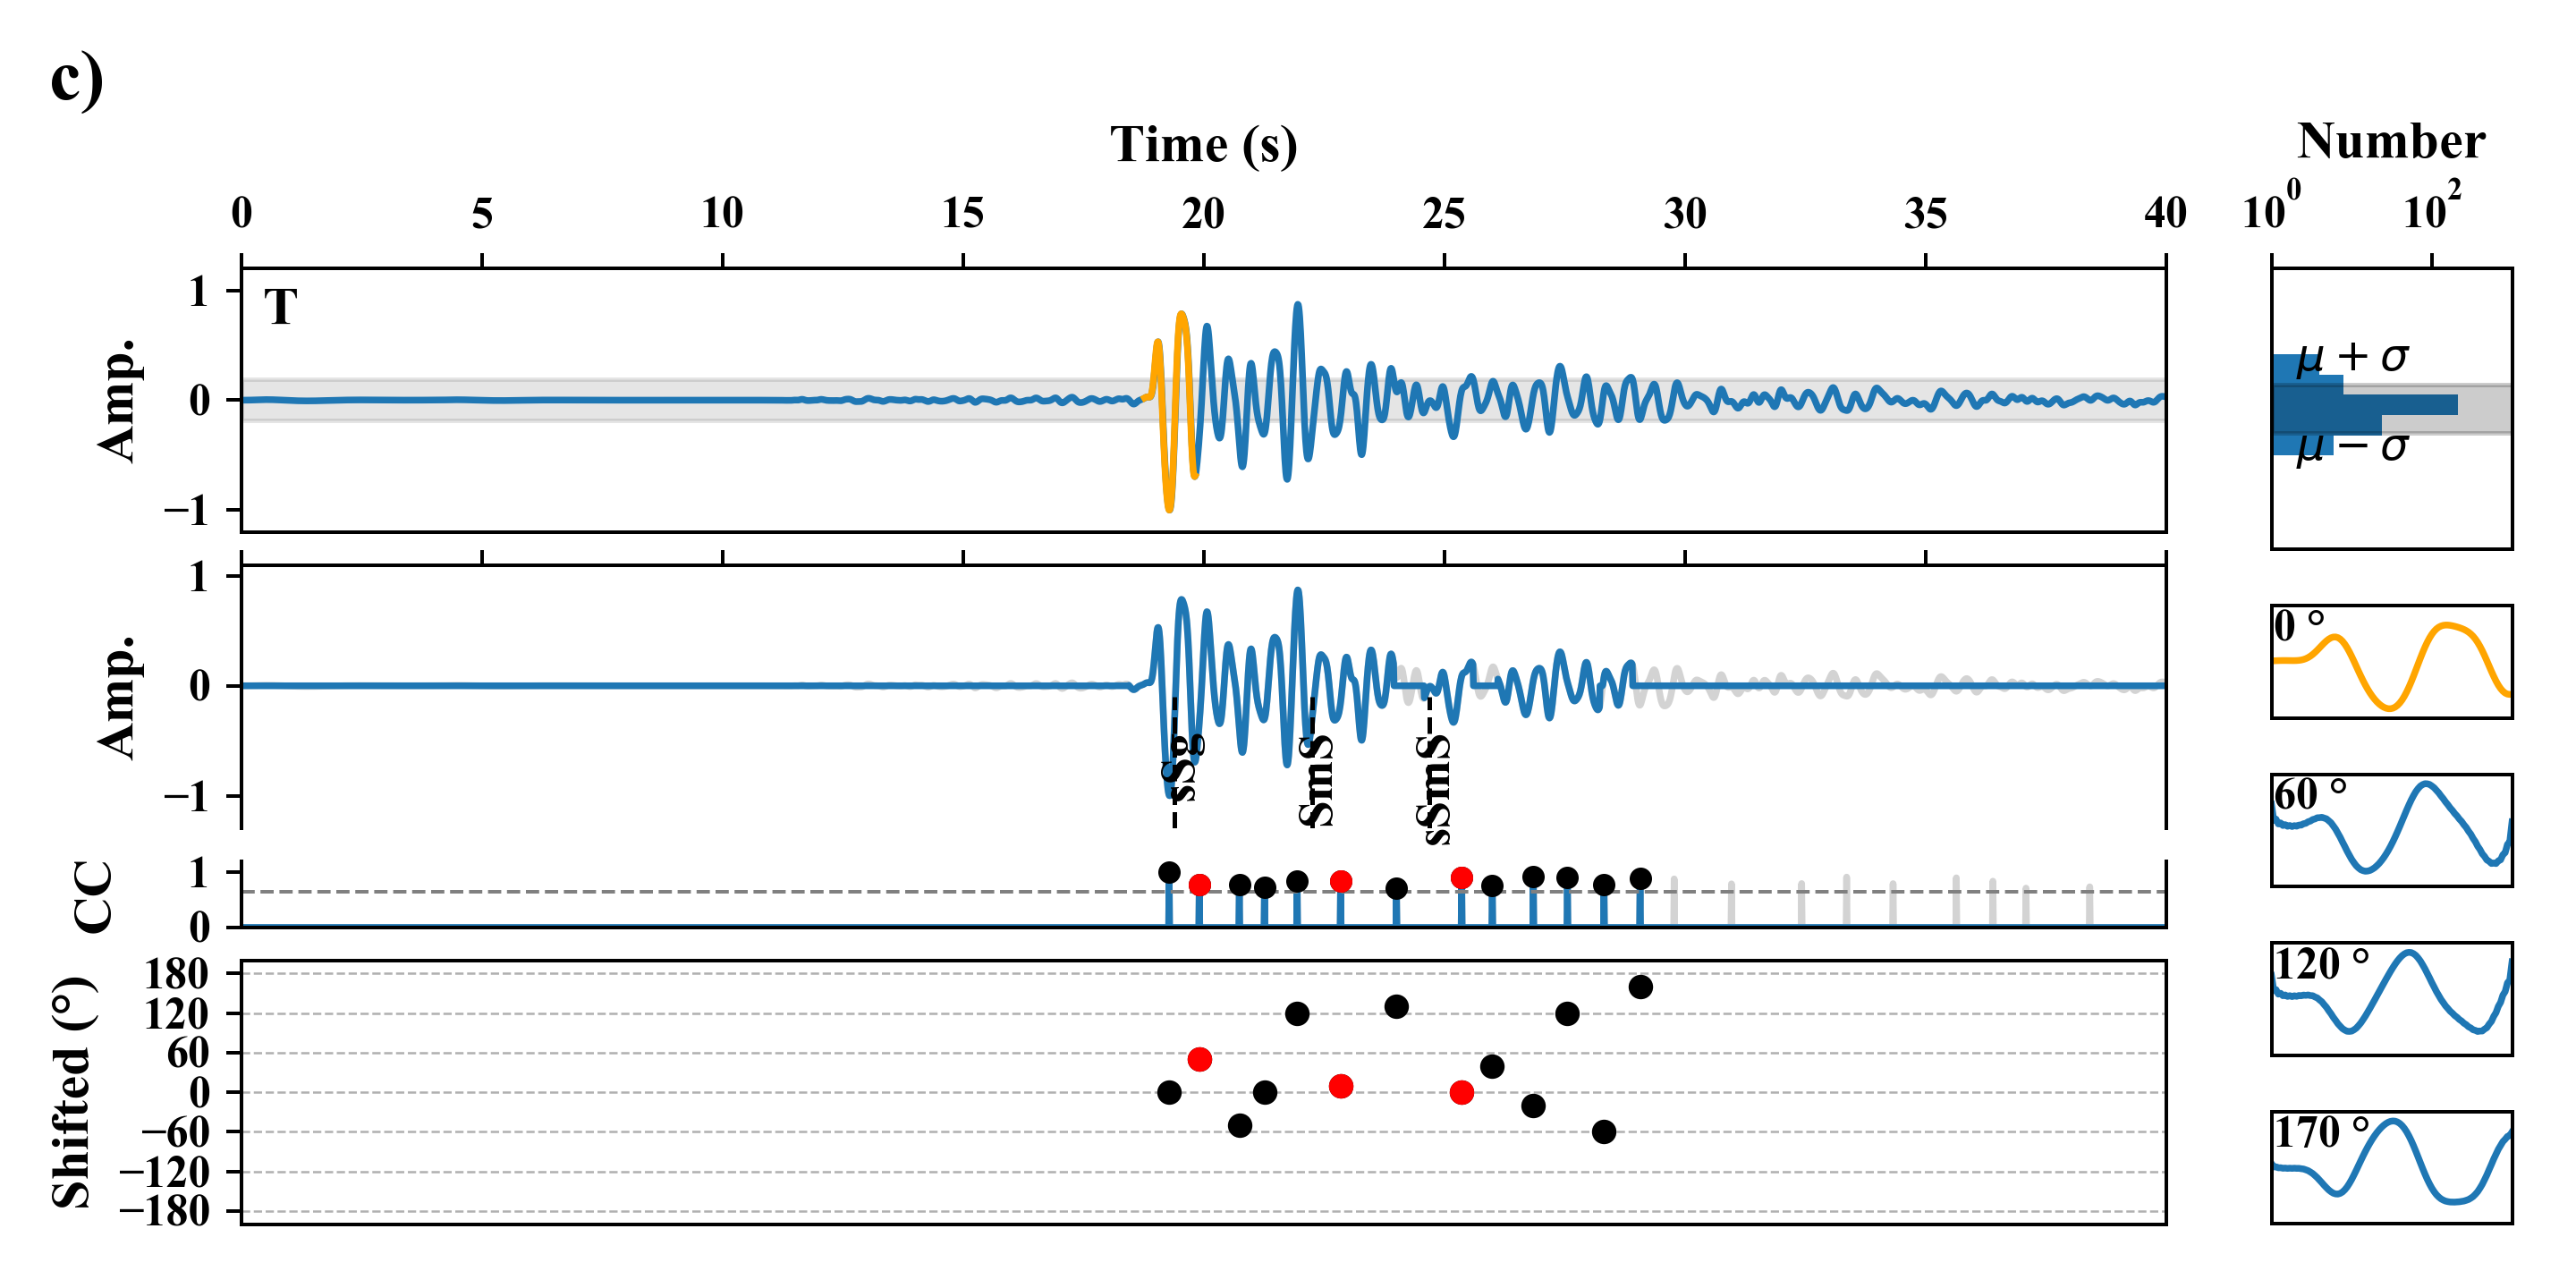 c)
Time (s)
Number
0 5 10 15 20 25 30 35 40
10^0 10^2
T
Amp.
1
0
−1
μ + σ
μ − σ
Amp.
1
0
−1
sSg
SmS
sSmS
0 °
60 °
CC
1
0
120 °
Shifted (°)
180
120
60
0
−60
−120
−180
170 °